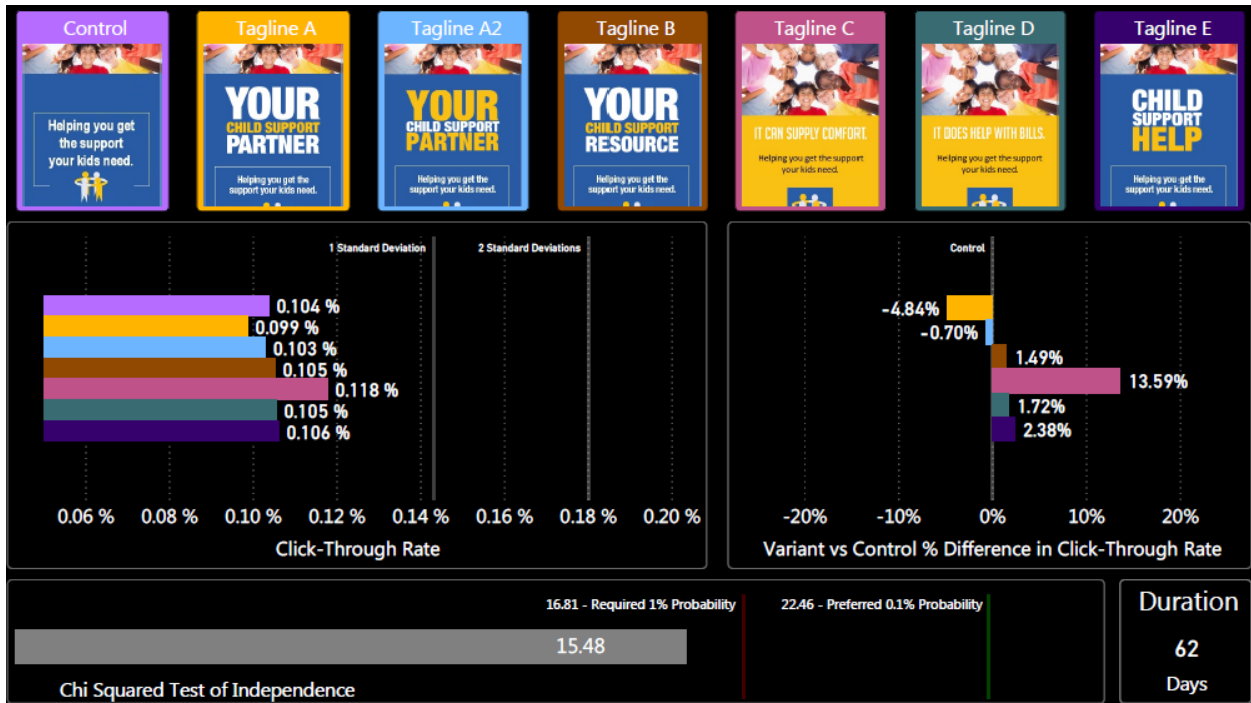 Control
Tagline A
Tagline A2
Tagline B
Tagline C
Tagline D
Tagline E
Helping you get
the support
your kids need.
YOUR
CHILD SUPPORT
PARTNER
Helping you get the
support your kids need.
YOUR
CHILD SUPPORT
PARTNER
Helping you get the
support your kids need.
YOUR
CHILD SUPPORT
RESOURCE
Helping you get the
support your kids need.
IT CAN SUPPLY COMFORT.
Helping you get the support
your kids need.
IT DOES HELP WITH BILLS.
Helping you get the support
your kids need.
CHILD
SUPPORT
HELP
Helping you get the
support your kids need.
1 Standard Deviation
2 Standard Deviations
0.104 %
0.099 %
0.103 %
0.105 %
0.118 %
0.105 %
0.106 %
0.06 %
0.08 %
0.10 %
0.12 %
0.14 %
0.16 %
0.18 %
0.20 %
Click-Through Rate
Control
-4.84%
-0.70%
1.49%
13.59%
1.72%
2.38%
-20%
-10%
0%
10%
20%
Variant vs Control % Difference in Click-Through Rate
16.81 - Required 1% Probability
22.46 - Preferred 0.1% Probability
15.48
Chi Squared Test of Independence
Duration
62
Days